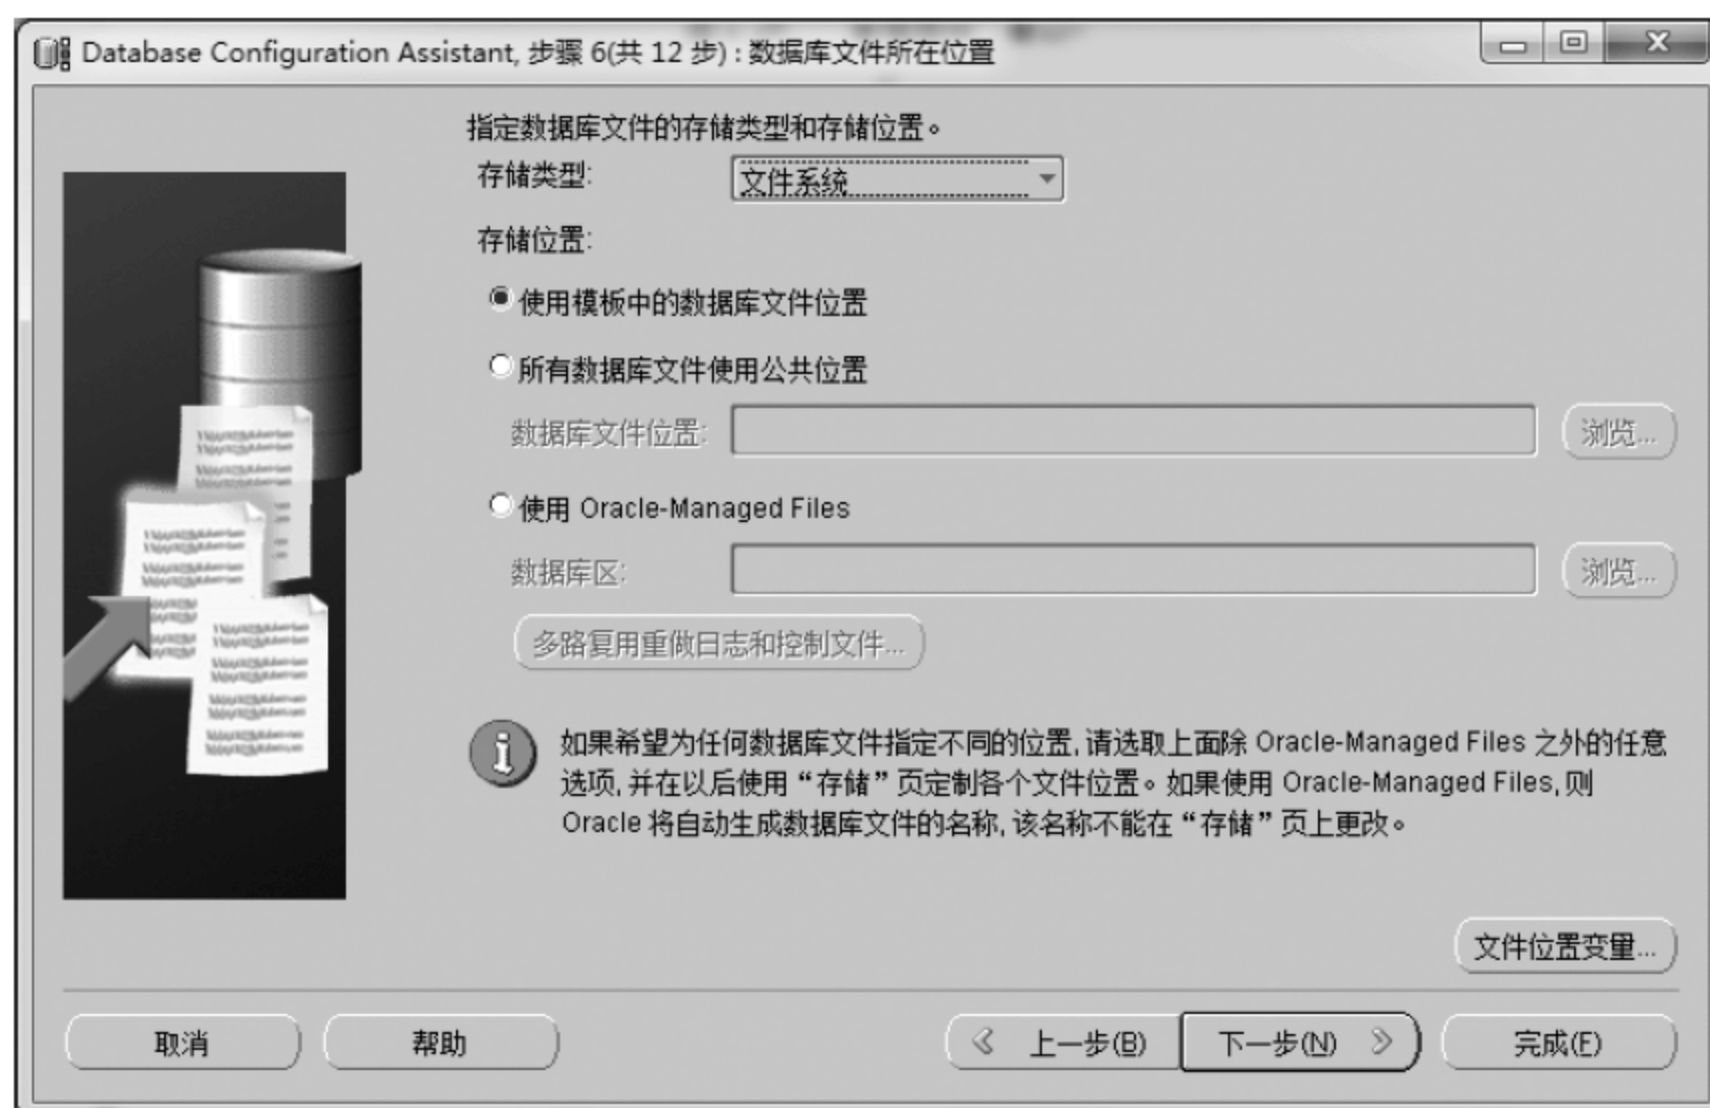 Database Configuration Assistant, 步骤 6(共 12 步) : 数据库文件所在位置
指定数据库文件的存储类型和存储位置。
存储类型:
文件系统
存储位置:
使用模板中的数据库文件位置
所有数据库文件使用公共位置
数据库文件位置:
浏览...
使用 Oracle-Managed Files
数据库区:
浏览...
多路复用重做日志和控制文件...
如果希望为任何数据库文件指定不同的位置, 请选取上面除 Oracle-Managed Files 之外的任意
选项, 并在以后使用“存储”页定制各个文件位置。如果使用 Oracle-Managed Files, 则
Oracle 将自动生成数据库文件的名称, 该名称不能在“存储”页上更改。
文件位置变量...
取消
帮助
上一步(B)
下一步(N)
完成(F)